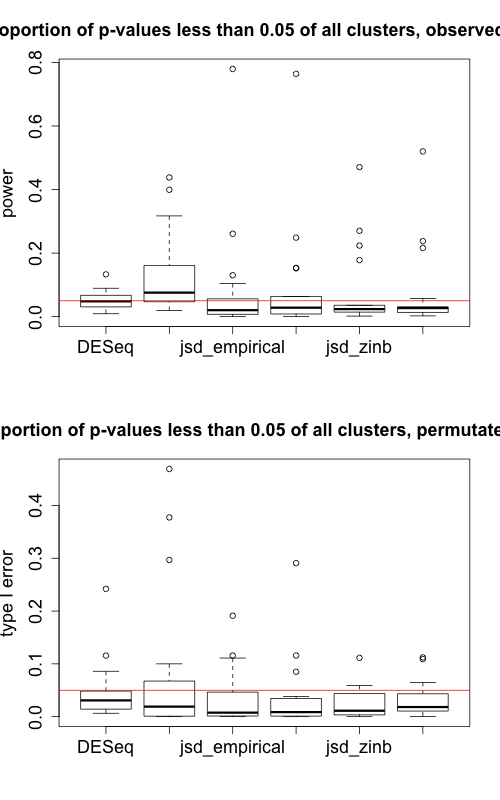 oportion of p-values less than 0.05 of all clusters, observed
0.8
0.6
0.4
0.2
0.0
power
DESeq jsd_empirical jsd_zinb
portion of p-values less than 0.05 of all clusters, permutate
0.4
0.3
0.2
0.1
0.0
type I error
DESeq jsd_empirical jsd_zinb